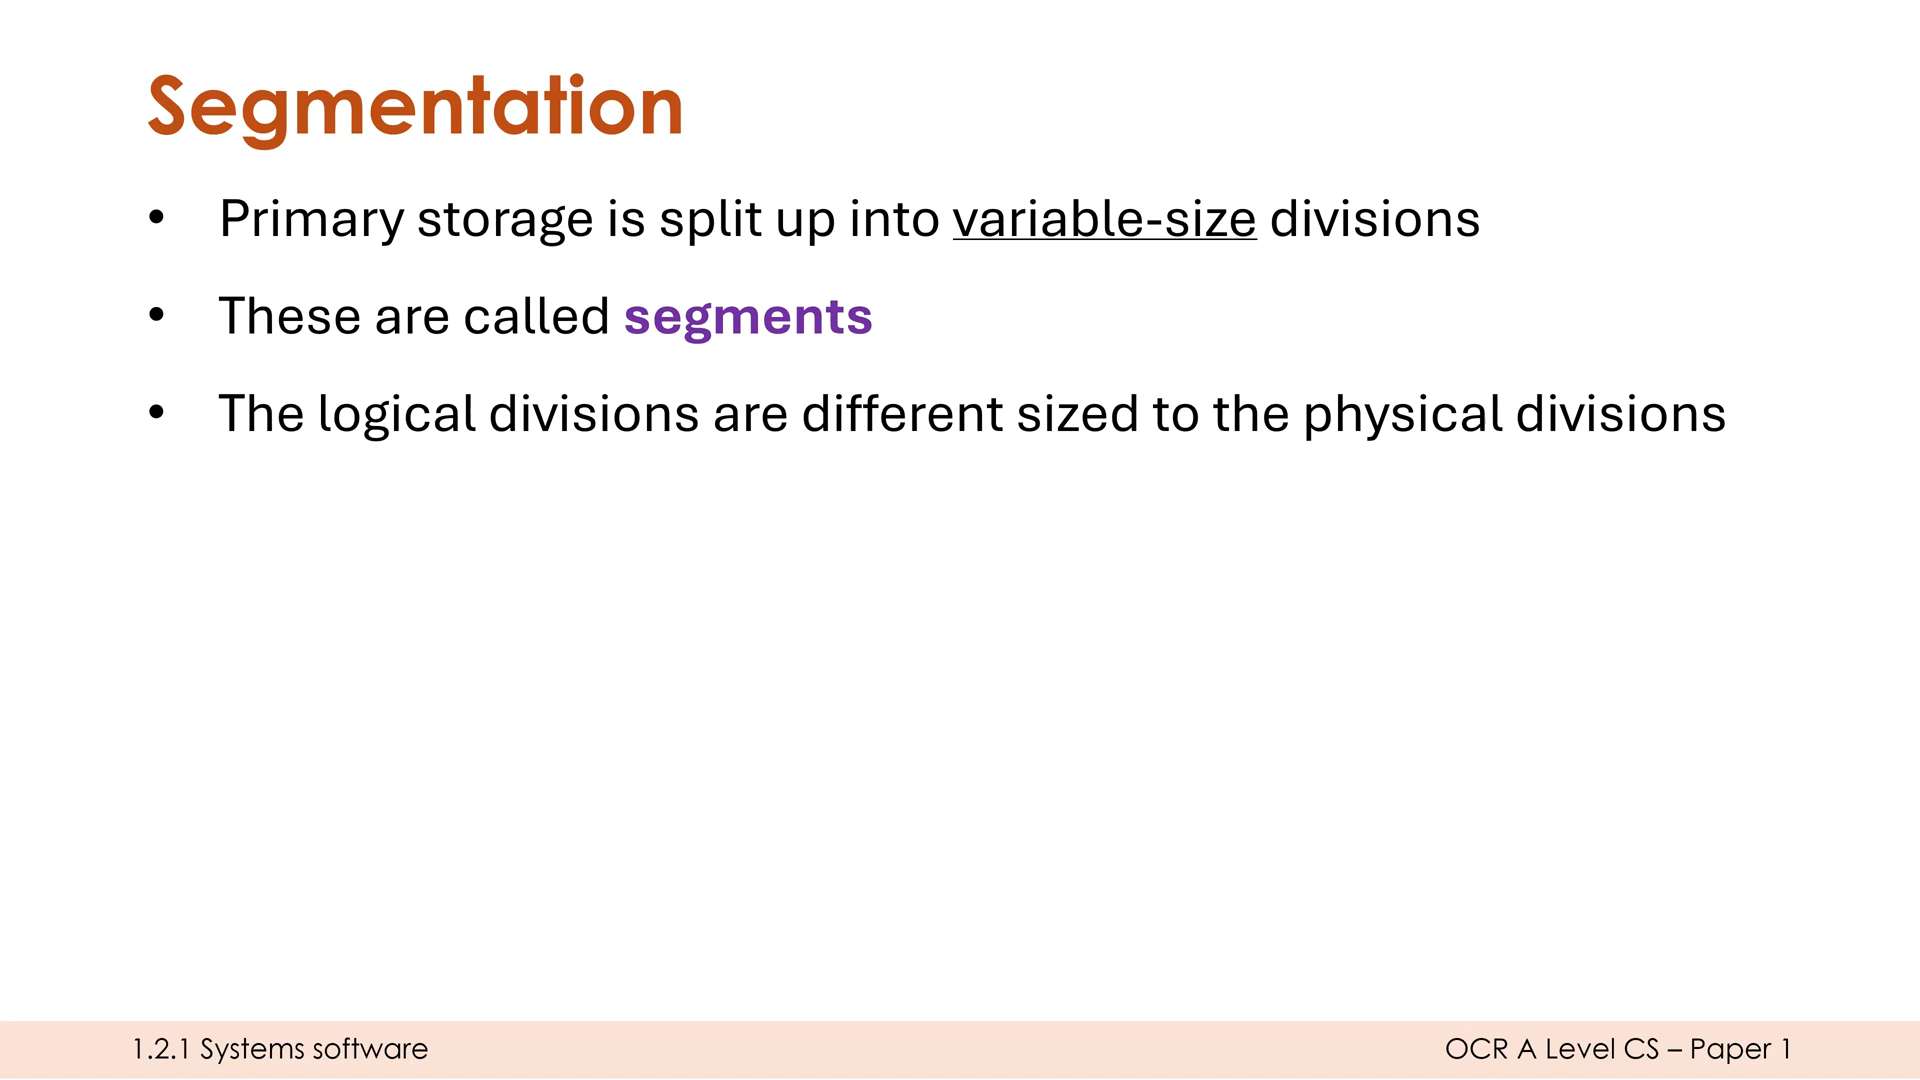 Segmentation
• Primary storage is split up into variable-size divisions
• These are called segments
• The logical divisions are different sized to the physical divisions
1.2.1 Systems software
OCR A Level CS – Paper 1